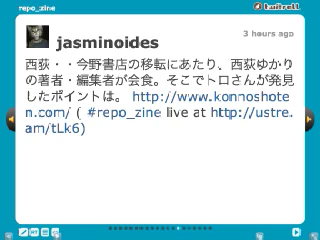 repo_zine
twitrell
jasminoides
3 hours ago
西荻・・今野書店の移転にあたり、西荻ゆかり
の著者・編集者が会食。そこでトロさんが発見
したポイントは。 http://www.konnoshote
n.com/ ( #repo_zine live at http://ustre.
am/tLk6)